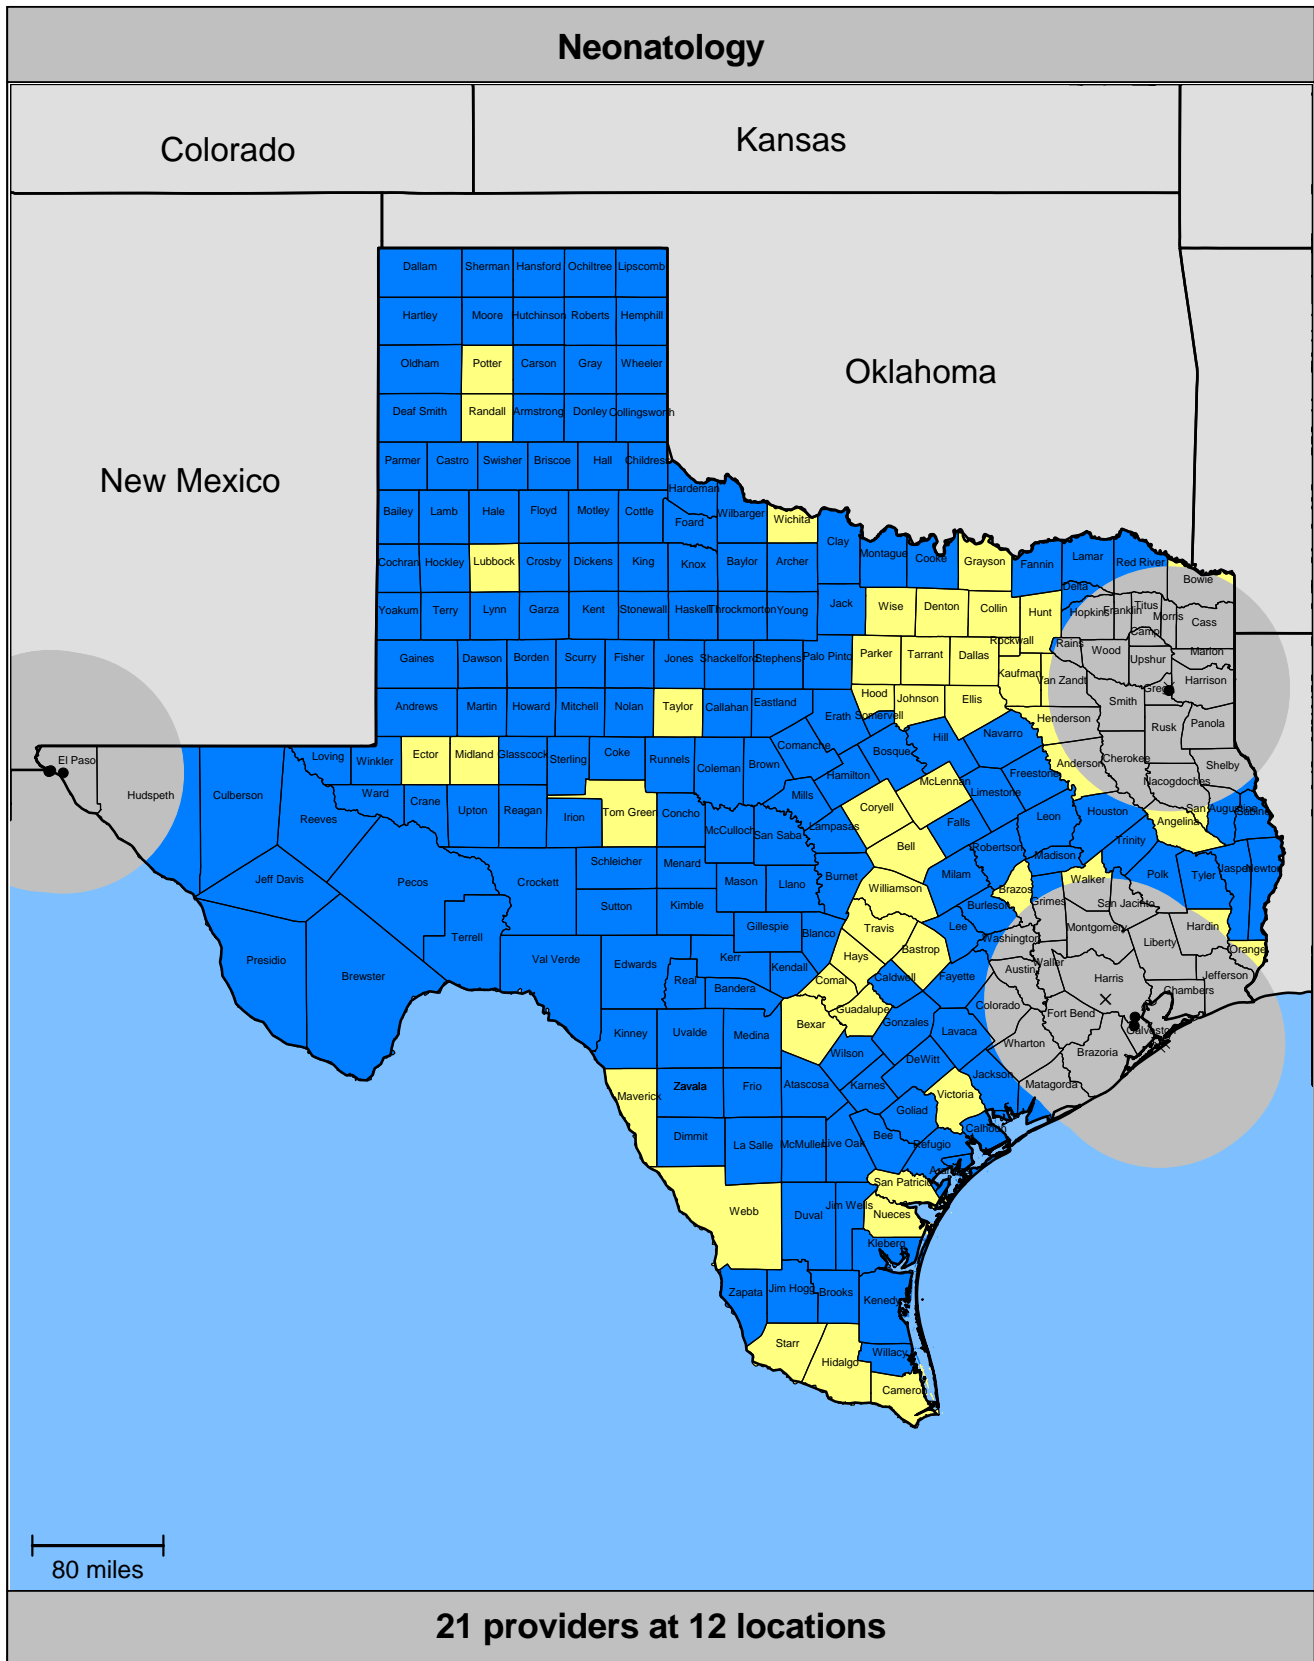 Neonatology
Colorado
Kansas
Oklahoma
New Mexico
Dallam Sherman Hansford Ochiltree Lipscomb
Hartley Moore Hutchinson Roberts Hemphill
Oldham Potter Carson Gray Wheeler
Deaf Smith Randall Armstrong Donley Collingsworth
Parmer Castro Swisher Briscoe Hall Childress
Hardeman
Bailey Lamb Hale Floyd Motley Cottle Foard Wilbarger Wichita
Clay Montague Cooke Grayson Fannin Lamar Red River Bowie
Cochran Hockley Lubbock Crosby Dickens King Knox Baylor Archer
Delta Hopkins Franklin Titus Morris Cass
Yoakum Terry Lynn Garza Kent Stonewall Haskell Throckmorton Young Jack Wise Denton Collin Hunt
Rockwall Rains Wood Camp Upshur Marion
Gaines Dawson Borden Scurry Fisher Jones Shackelford Stephens Palo Pinto Parker Tarrant Dallas Kaufman Van Zandt Smith Gregg Harrison
Andrews Martin Howard Mitchell Nolan Taylor Callahan Eastland Erath Hood Somervell Johnson Ellis Henderson Rusk Panola
El Paso Hudspeth Culberson Loving Winkler Ector Midland Glasscock Sterling Coke Runnels Coleman Brown Comanche Hamilton Bosque Hill Navarro Freestone Anderson Cherokee Nacogdoches Shelby
Reeves Ward Crane Upton Reagan Irion Tom Green Concho McCulloch San Saba Mills Lampasas Coryell McLennan Limestone Falls Leon Houston Angelina San Augustine Sabine
Jeff Davis Pecos Crockett Schleicher Menard Mason Llano Burnet Bell Robertson Milam Madison Trinity Walker Polk Tyler Jasper Newton
Presidio Brewster Terrell Val Verde Sutton Kimble Gillespie Blanco Williamson Travis Brazos Burleson Grimes San Jacinto Hardin Orange
Edwards Real Kerr Kendall Bandera Hays Bastrop Lee Washington Montgomery Liberty Jefferson Chambers
Kinney Uvalde Medina Bexar Comal Guadalupe Caldwell Fayette Austin Waller Harris
Gonzales Lavaca Colorado Fort Bend Galveston
Zavala Frio Atascosa Wilson Karnes DeWitt Jackson Wharton Brazoria Matagorda
Maverick Dimmit La Salle McMullen Live Oak Bee Goliad Victoria Calhoun Refugio
San Patricio Nueces
Webb Duval Jim Wells Kleberg
Zapata Jim Hogg Brooks Kenedy
Starr Hidalgo Willacy Cameron
80 miles
21 providers at 12 locations